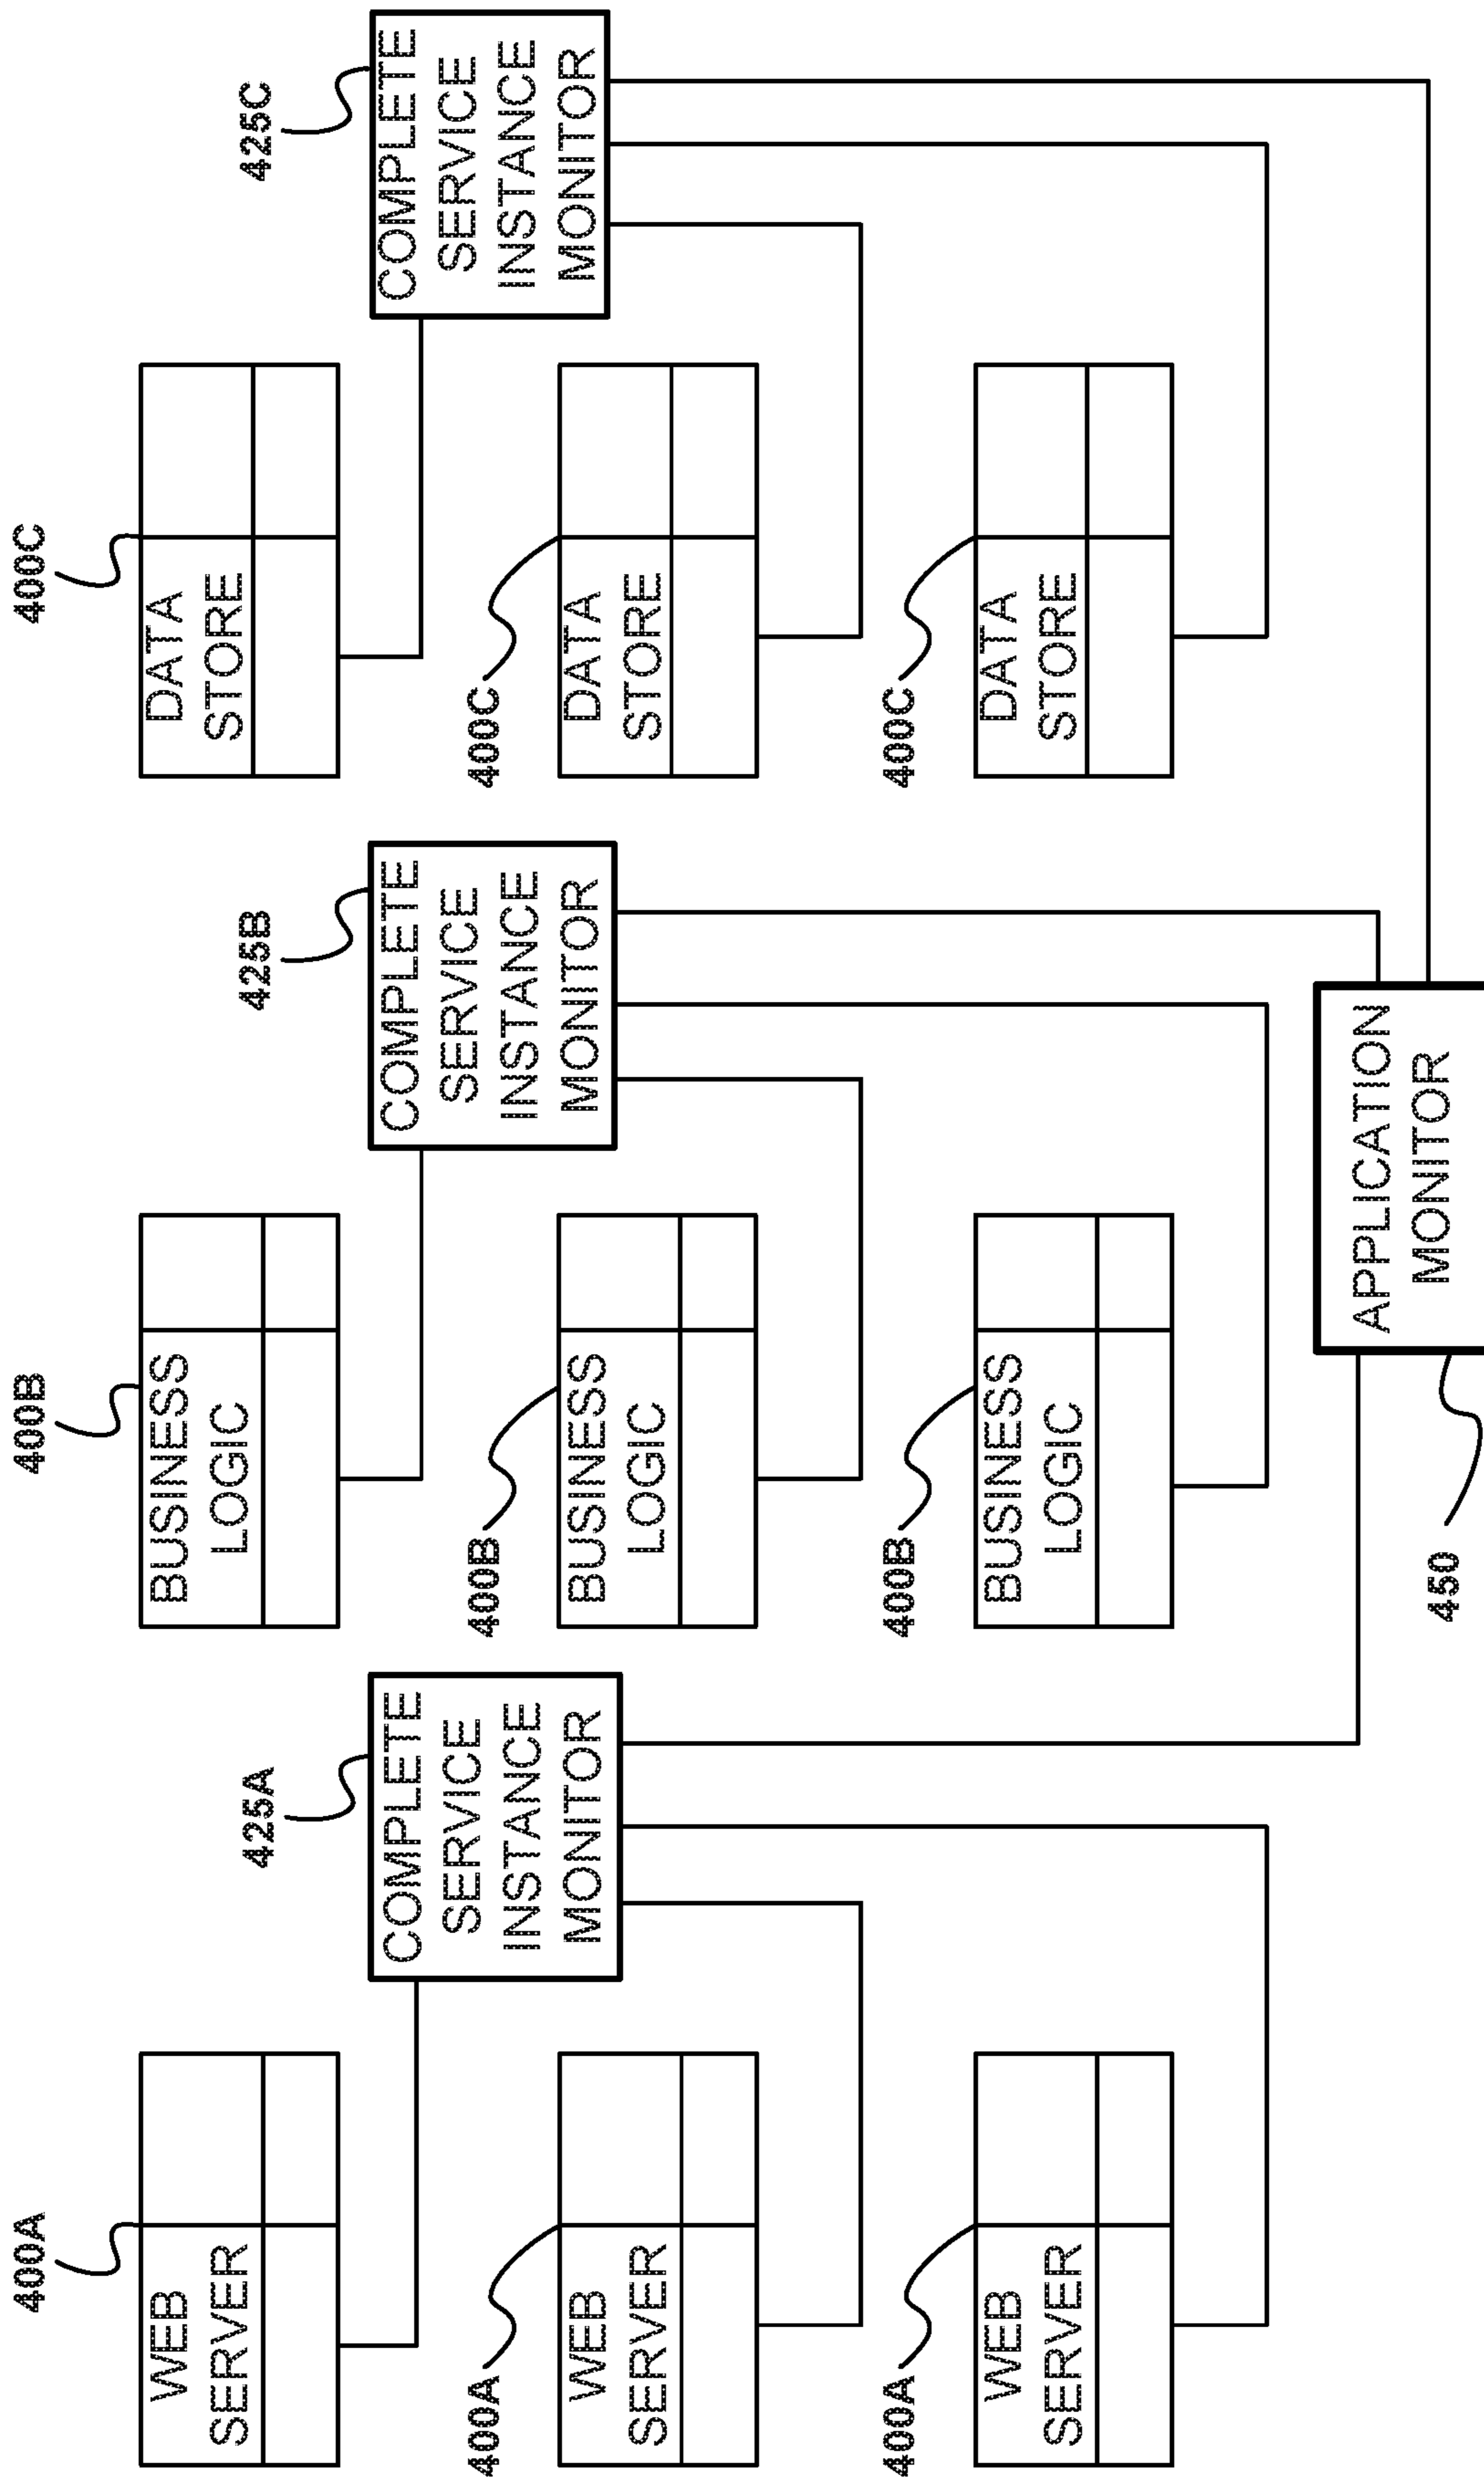 400A
WEB
SERVER
400A
WEB
SERVER
400A
WEB
SERVER
425A
COMPLETE
SERVICE
INSTANCE
MONITOR
400B
BUSINESS
LOGIC
400B
BUSINESS
LOGIC
400B
BUSINESS
LOGIC
425B
COMPLETE
SERVICE
INSTANCE
MONITOR
400C
DATA
STORE
400C
DATA
STORE
400C
DATA
STORE
425C
COMPLETE
SERVICE
INSTANCE
MONITOR
450
APPLICATION
MONITOR